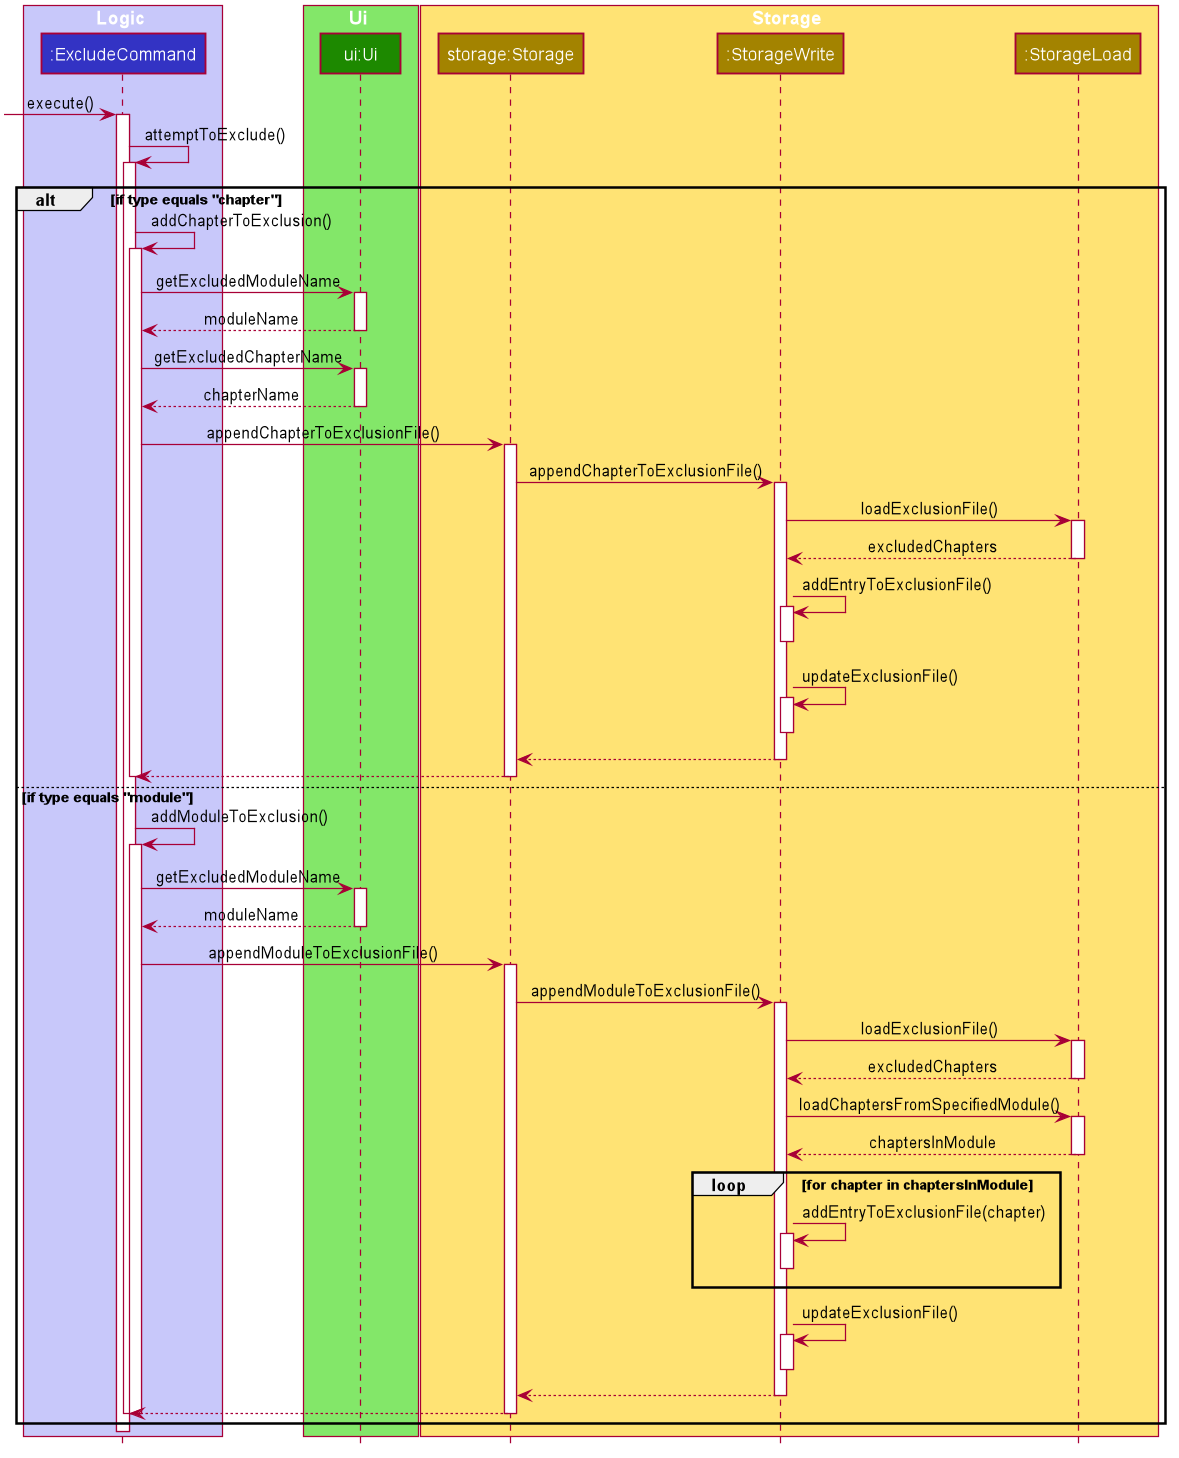 Logic
Ui
Storage
:ExcludeCommand
ui:Ui
storage:Storage
:StorageWrite
:StorageLoad
execute()
attemptToExclude()
alt
[if type equals "chapter"]
addChapterToExclusion()
getExcludedModuleName
moduleName
getExcludedChapterName
chapterName
appendChapterToExclusionFile()
appendChapterToExclusionFile()
loadExclusionFile()
excludedChapters
addEntryToExclusionFile()
updateExclusionFile()
[if type equals "module"]
addModuleToExclusion()
getExcludedModuleName
moduleName
appendModuleToExclusionFile()
appendModuleToExclusionFile()
loadExclusionFile()
excludedChapters
loadChaptersFromSpecifiedModule()
chaptersInModule
loop
[for chapter in chaptersInModule]
addEntryToExclusionFile(chapter)
updateExclusionFile()